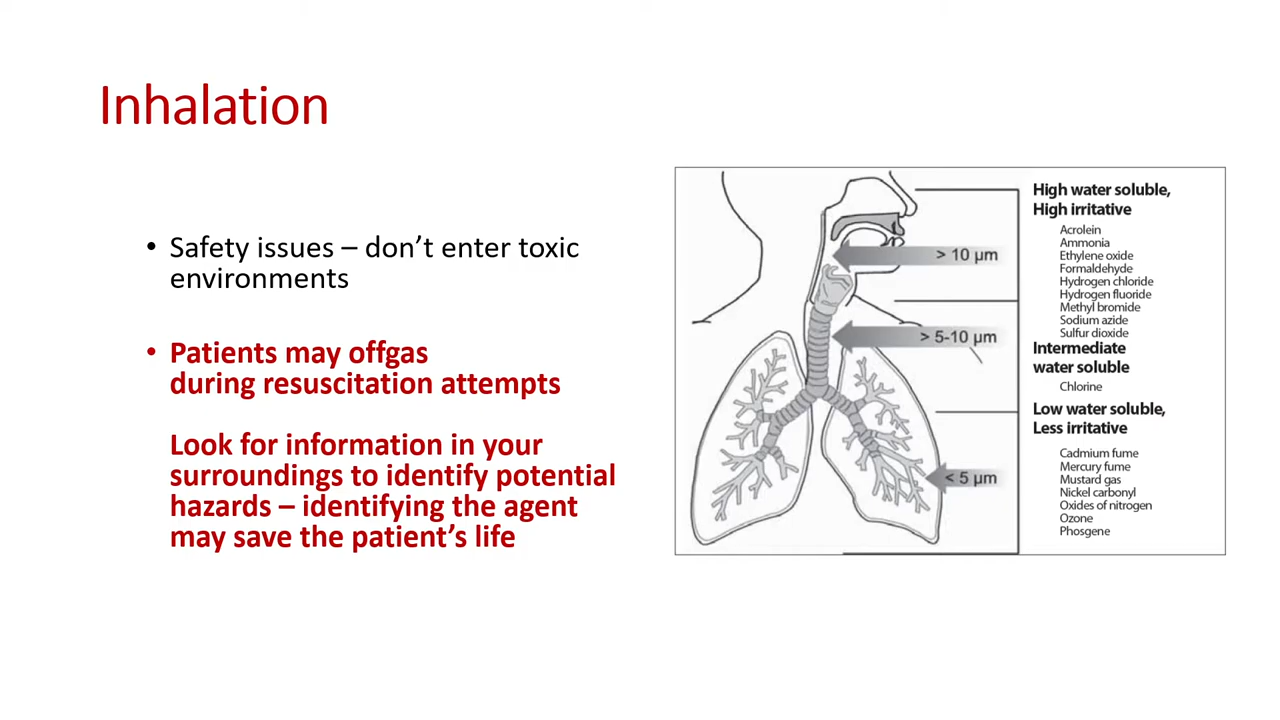 Inhalation
• Safety issues – don’t enter toxic
environments
• Patients may offgas
during resuscitation attempts
Look for information in your
surroundings to identify potential
hazards – identifying the agent
may save the patient’s life
> 10 µm
> 5-10 µm
< 5 µm
High water soluble,
High irritative
Acrolein
Ammonia
Ethylene oxide
Formaldehyde
Hydrogen chloride
Hydrogen fluoride
Methyl bromide
Sodium azide
Sulfur dioxide
Intermediate
water soluble
Chlorine
Low water soluble,
Less irritative
Cadmium fume
Mercury fume
Mustard gas
Nickel carbonyl
Oxides of nitrogen
Ozone
Phosgene